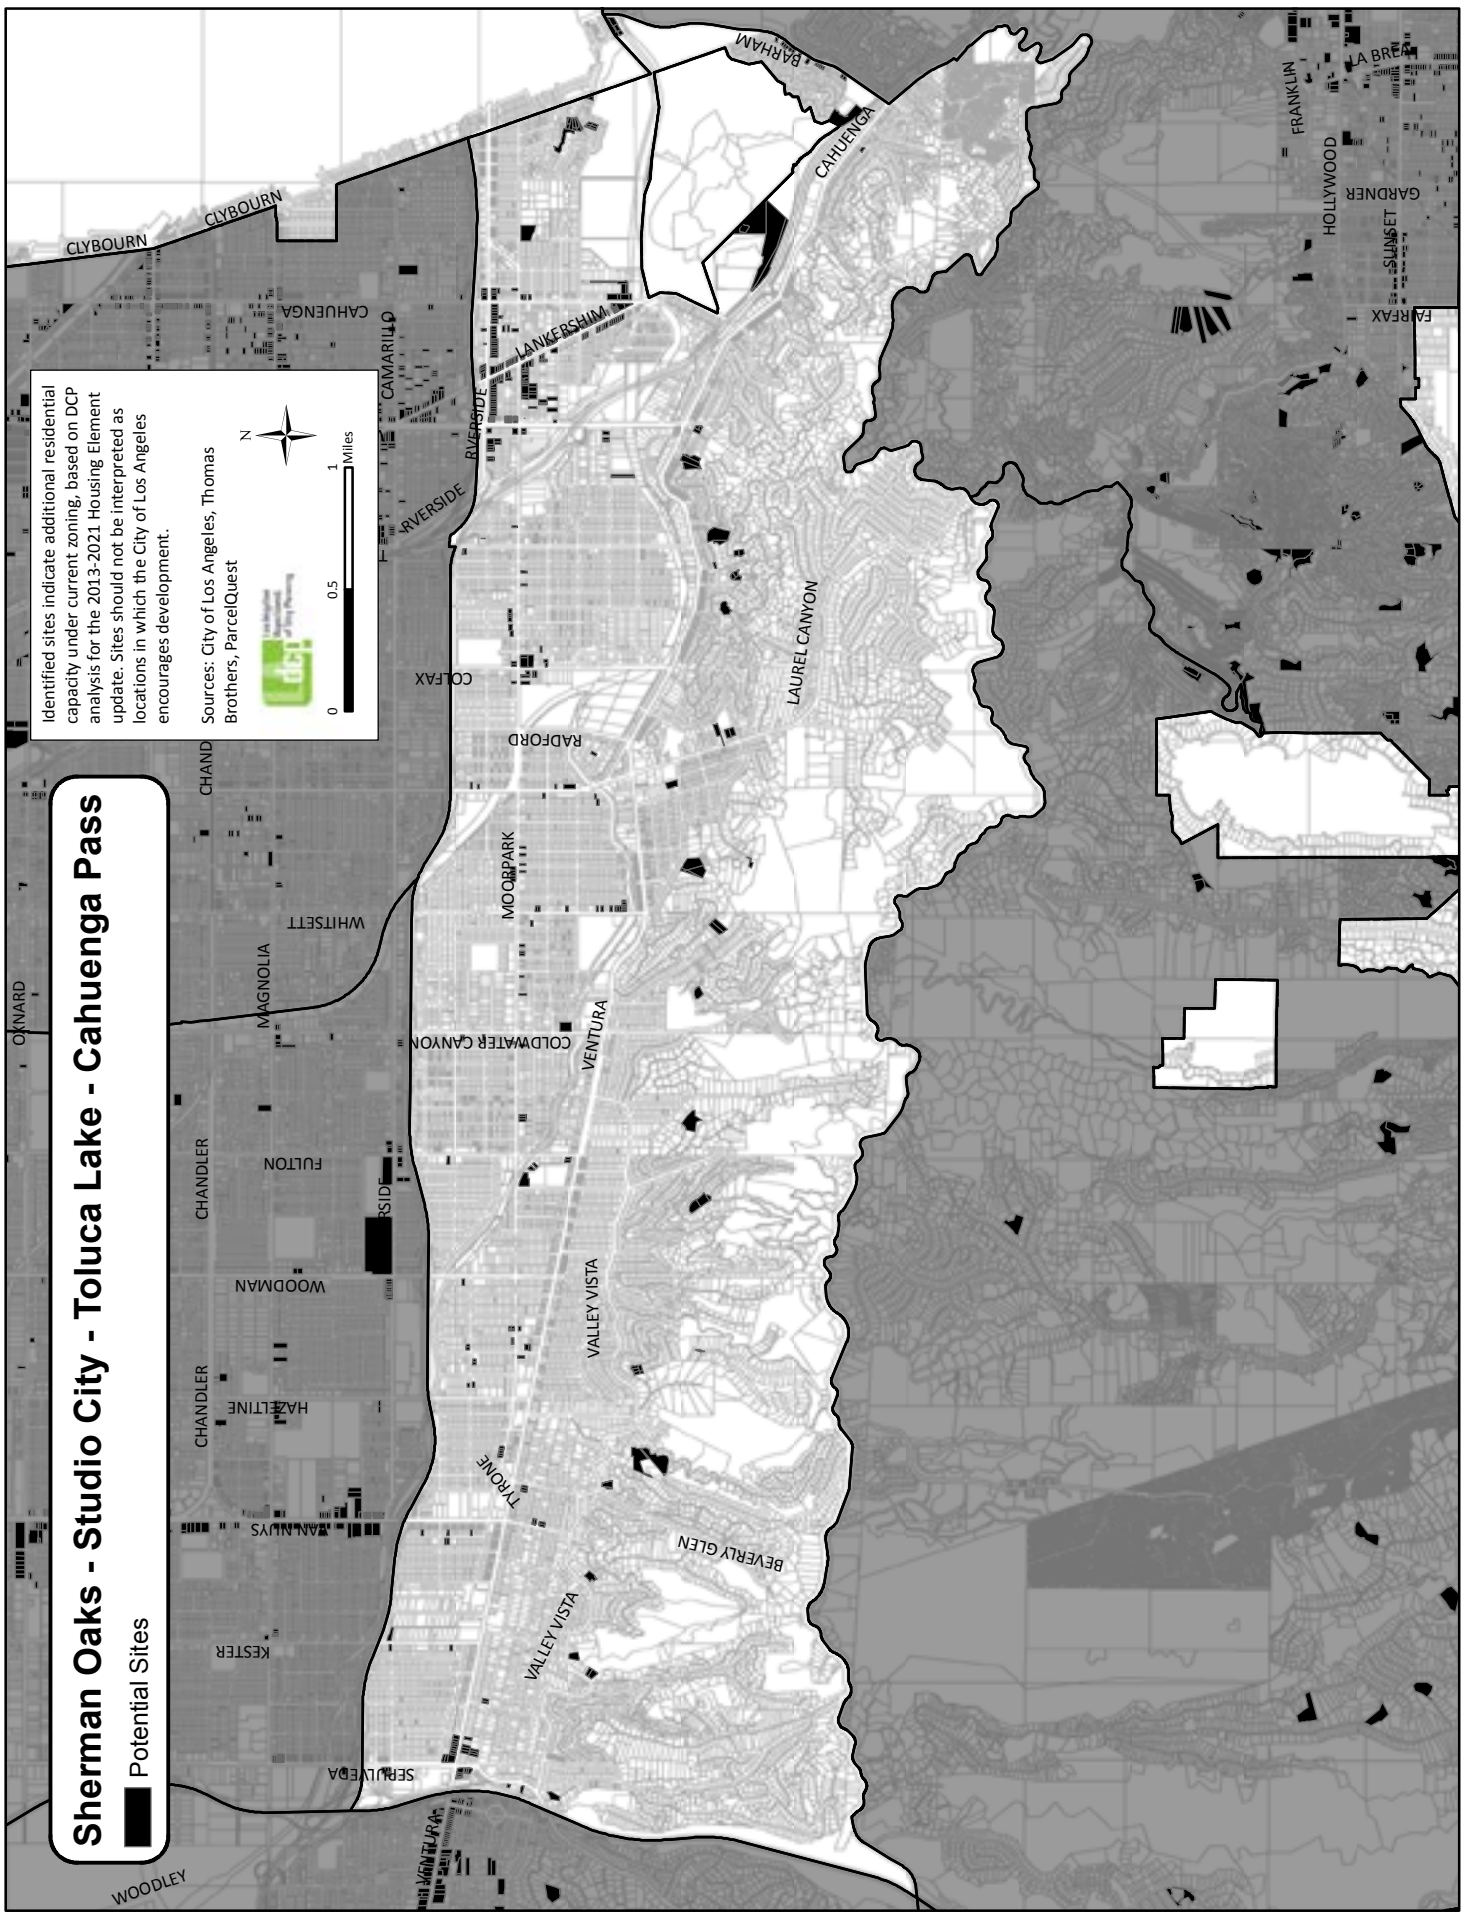 Sherman Oaks - Studio City - Toluca Lake - Cahuenga Pass
Potential Sites
Identified sites indicate additional residential
capacity under current zoning, based on DCP
analysis for the 2013-2021 Housing Element
update. Sites should not be interpreted as
locations in which the City of Los Angeles
encourages development.
Sources: City of Los Angeles, Thomas
Brothers, ParcelQuest
dcp
N
0
0.5
1
Miles
WOODLEY
OXNARD
CHANDLER
CHANDLER
CHAND
CLYBOURN
CLYBOURN
KESTER
VAN NUYS
HAZELTINE
WOODMAN
FULTON
MAGNOLIA
WHITSETT
CAHUENGA
CAMARILLO
RSIDE
RVERSIDE
RVERSIDE
SEPULVEDA
VENTURA
TYRONE
COLDWATER CANYON
MOORPARK
RADFORD
COLFAX
LANKERSHIM
VALLEY VISTA
VALLEY VISTA
VENTURA
BEVERLY GLEN
LAUREL CANYON
CAHUENGA
BARHAM
FRANKLIN
LA BREA
HOLLYWOOD
GARDNER
SUNSET
FAIRFAX